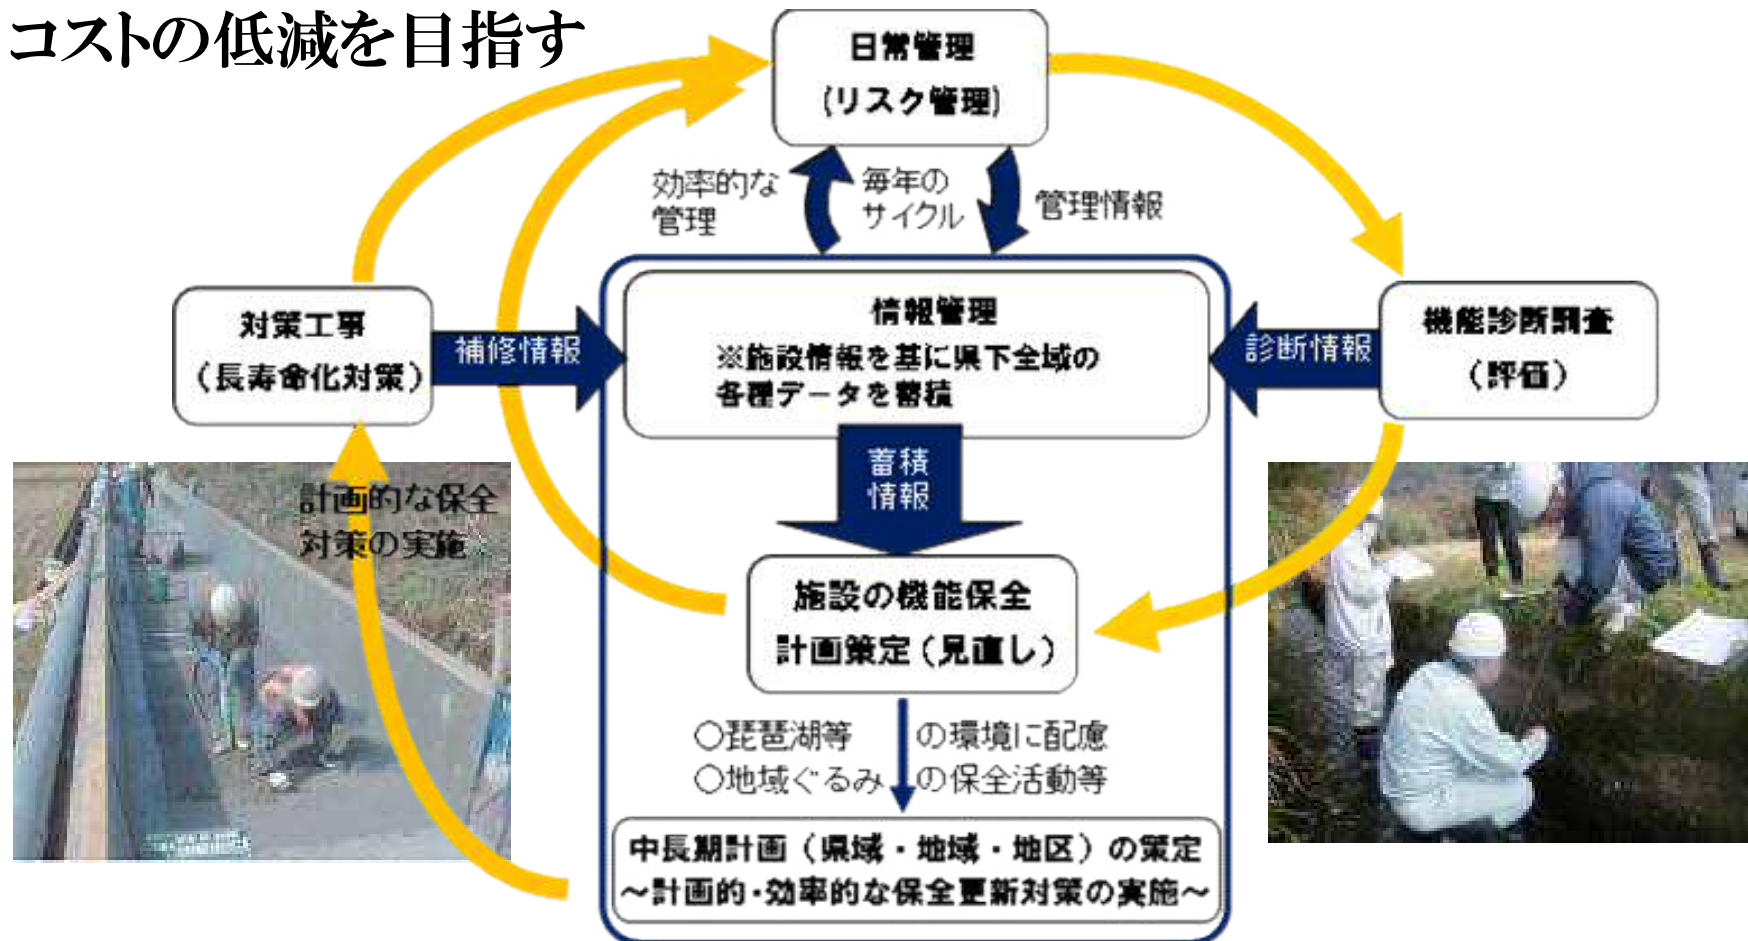 コストの低減を目指す
日常管理
(リスク管理)
効率的な
管理
毎年の
サイクル
管理情報
対策工事
（長寿命化対策）
補修情報
情報管理
※施設情報を基に県下全域の
各種データを蓄積
診断情報
機能診断調査
（評価）
蓄積
情報
計画的な保全
対策の実施
施設の機能保全
計画策定（見直し）
○琵琶湖等 の環境に配慮
○地域ぐるみ の保全活動等
中長期計画（県域・地域・地区）の策定
～計画的・効率的な保全更新対策の実施～